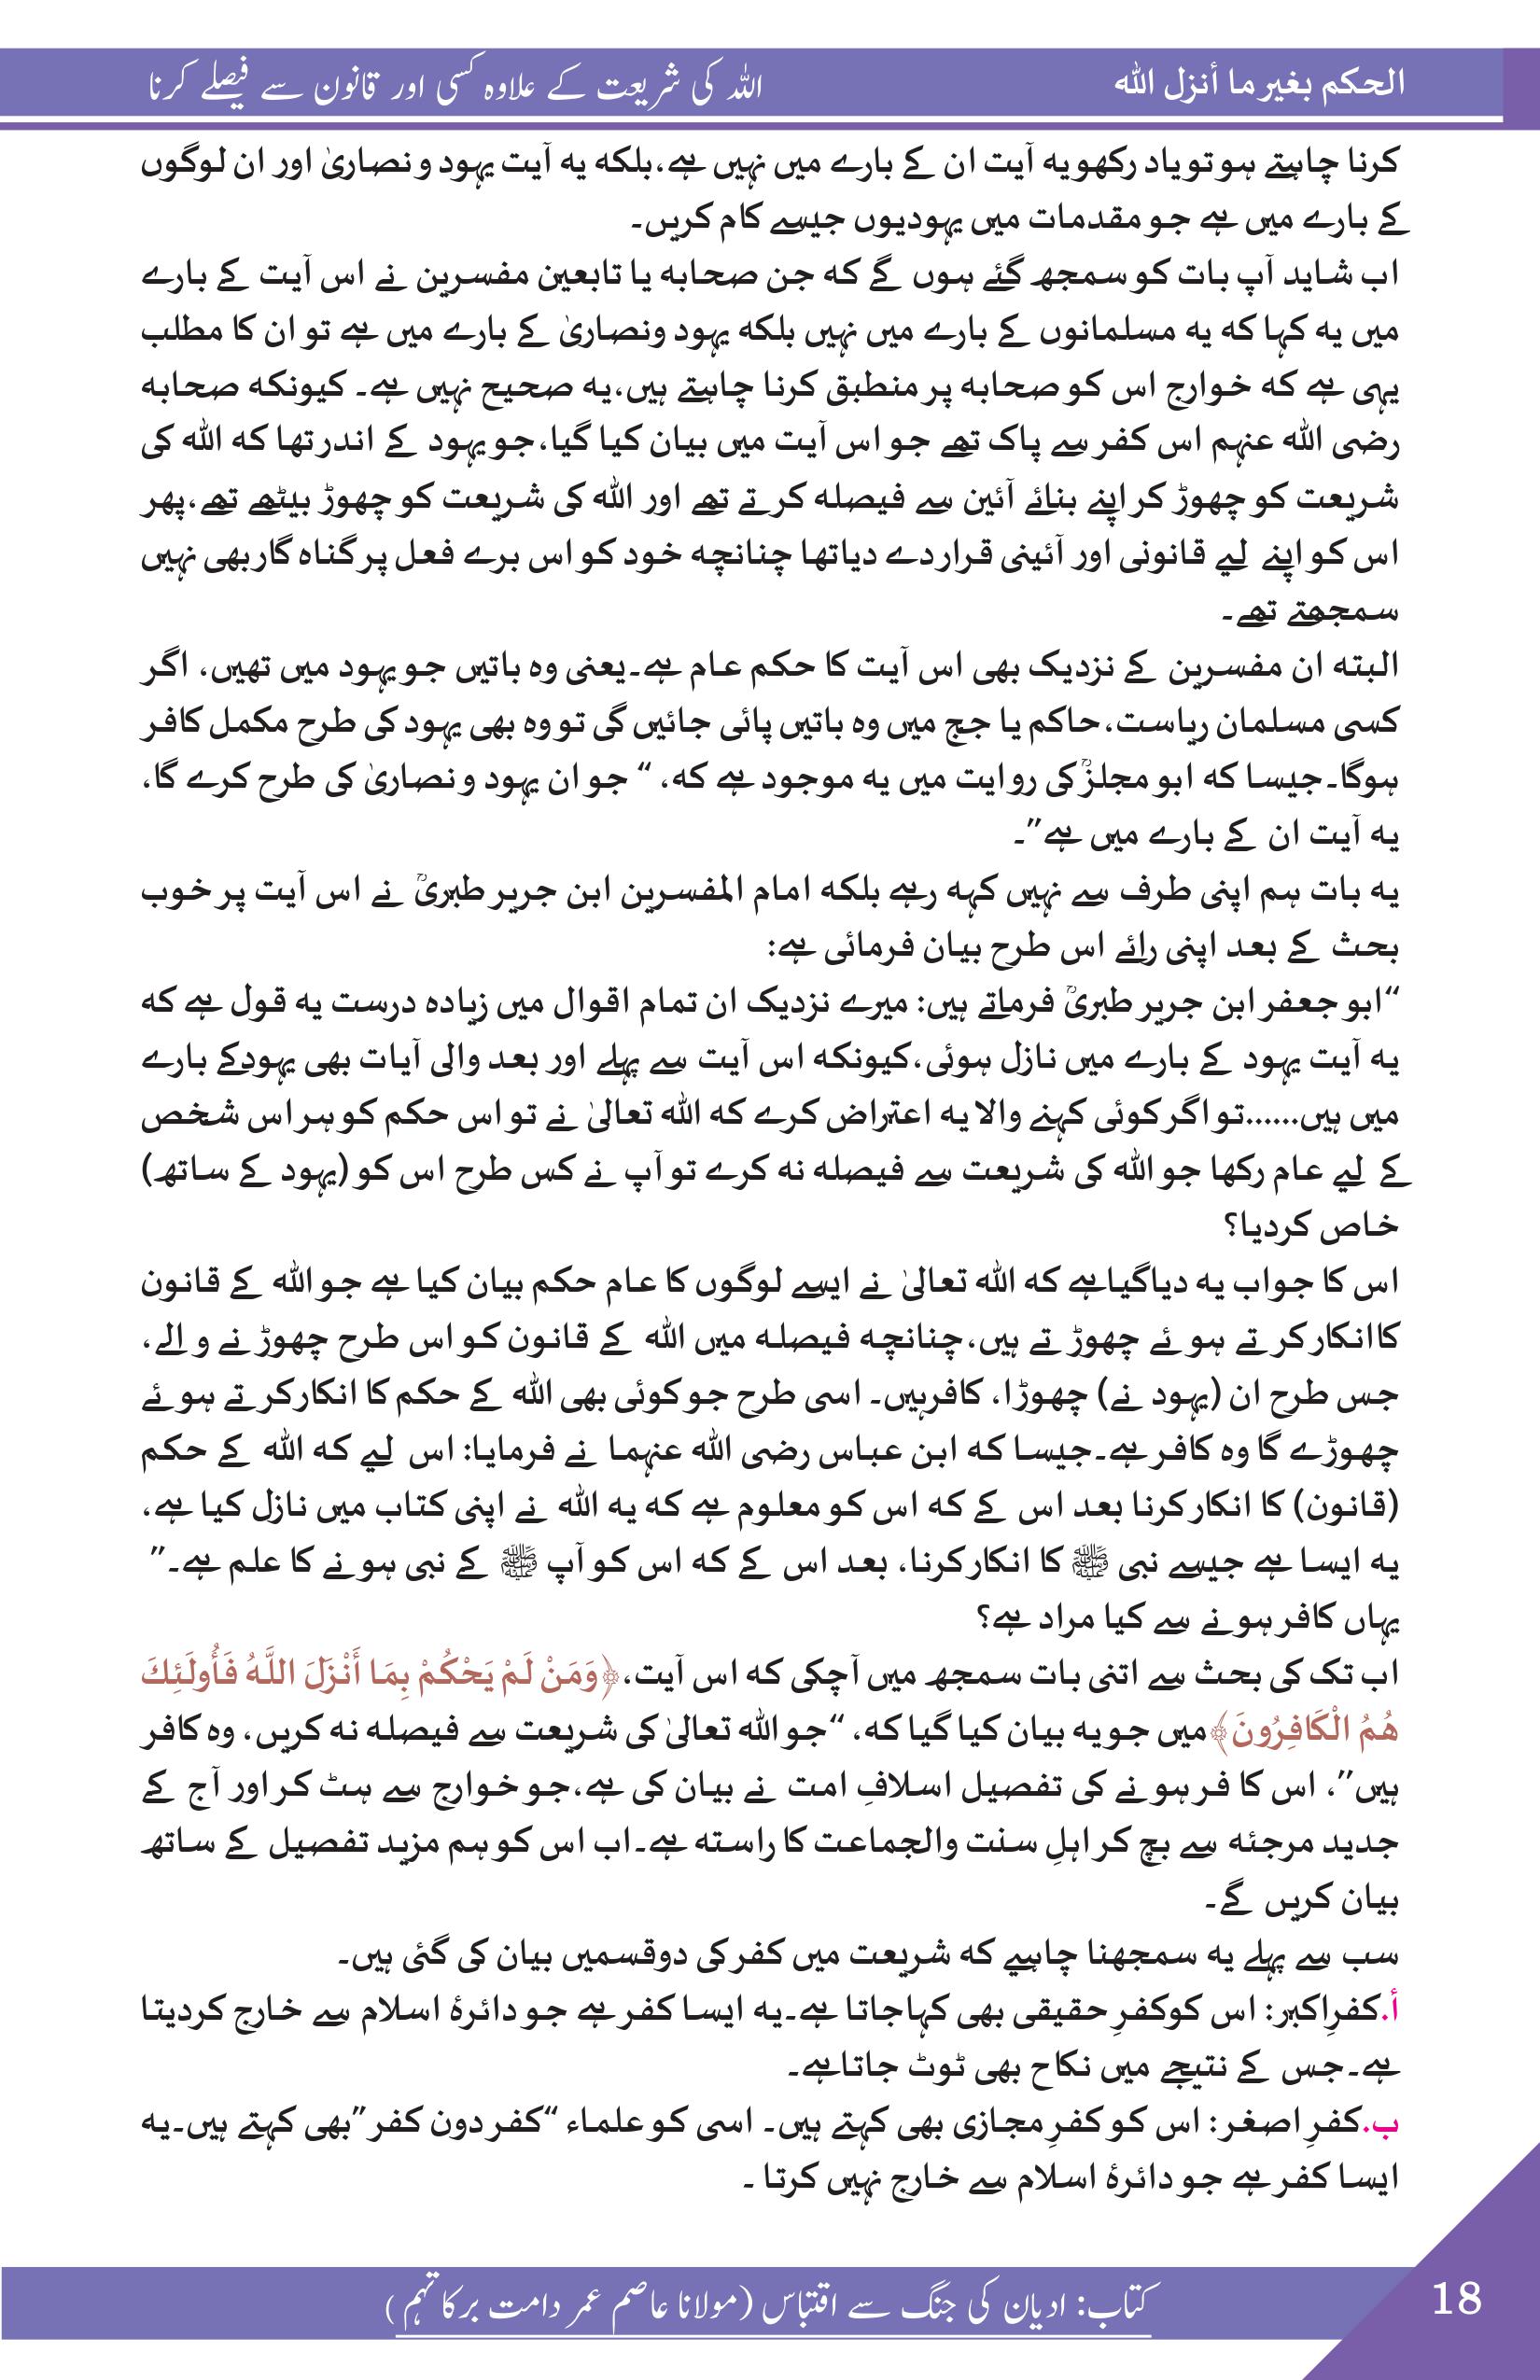 الحكم بغير ما أنزل الله
اللہ کی شریعت کے علاوہ کسی اور قانون سے فیصلے کرنا
کرنا چاہتے ہو تو یاد رکھو یہ آیت ان کے بارے میں نہیں ہے،بلکہ یہ آیت یہود و نصاریٰ اور ان لوگوں
کے بارے میں ہے جو مقدمات میں یہودیوں جیسے کام کریں۔
اب شاید آپ بات کو سمجھ گئے ہوں گے کہ جن صحابہ یا تابعین مفسرین نے اس آیت کے بارے
میں یہ کہا کہ یہ مسلمانوں کے بارے میں نہیں بلکہ یہود ونصاریٰ کے بارے میں ہے تو ان کا مطلب
یہی ہے کہ خوارج اس کو صحابہ پر منطبق کرنا چاہتے ہیں،یہ صحیح نہیں ہے۔ کیونکہ صحابہ
رضی اللہ عنہم اس کفر سے پاک تھے جو اس آیت میں بیان کیا گیا،جو یہود کے اندر تھا کہ اللہ کی
شریعت کو چھوڑ کر اپنے بنائے آئین سے فیصلہ کرتے تھے اور اللہ کی شریعت کو چھوڑ بیٹھے تھے،پھر
اس کو اپنے لیے قانونی اور آئینی قرار دے دیاتھا چنانچہ خود کو اس برے فعل پر گناہ گار بھی نہیں
سمجھتے تھے۔
البتہ ان مفسرین کے نزدیک بھی اس آیت کا حکم عام ہے۔یعنی وہ باتیں جو یہود میں تھیں، اگر
کسی مسلمان ریاست،حاکم یا جج میں وہ باتیں پائی جائیں گی تو وہ بھی یہود کی طرح مکمل کافر
ہوگا۔جیسا کہ ابو مجلزؒ کی روایت میں یہ موجود ہے کہ، “ جو ان یہود و نصاریٰ کی طرح کرے گا،
یہ آیت ان کے بارے میں ہے”۔
یہ بات ہم اپنی طرف سے نہیں کہہ رہے بلکہ امام المفسرین ابن جریر طبریؒ نے اس آیت پر خوب
بحث کے بعد اپنی رائے اس طرح بیان فرمائی ہے:
“ابو جعفر ابن جریر طبریؒ فرماتے ہیں: میرے نزدیک ان تمام اقوال میں زیادہ درست یہ قول ہے کہ
یہ آیت یہود کے بارے میں نازل ہوئی،کیونکہ اس آیت سے پہلے اور بعد والی آیات بھی یہودکے بارے
میں ہیں......تو اگر کوئی کہنے والا یہ اعتراض کرے کہ اللہ تعالیٰ نے تو اس حکم کو ہر اس شخص
کے لیے عام رکھا جو اللہ کی شریعت سے فیصلہ نہ کرے تو آپ نے کس طرح اس کو (یہود کے ساتھ)
خاص کردیا؟
اس کا جواب یہ دیاگیاہے کہ اللہ تعالیٰ نے ایسے لوگوں کا عام حکم بیان کیا ہے جو اللہ کے قانون
کاانکار کرتے ہوئے چھوڑتے ہیں،چنانچہ فیصلہ میں اللہ کے قانون کو اس طرح چھوڑنے والے،
جس طرح ان (یہود نے) چھوڑا، کافرہیں۔ اسی طرح جو کوئی بھی اللہ کے حکم کا انکار کرتے ہوئے
چھوڑے گا وہ کافر ہے۔جیسا کہ ابن عباس رضی اللہ عنہما نے فرمایا: اس لیے کہ اللہ کے حکم
(قانون) کا انکار کرنا بعد اس کے کہ اس کو معلوم ہے کہ یہ اللہ نے اپنی کتاب میں نازل کیا ہے،
یہ ایسا ہے جیسے نبی ﷺ کا انکار کرنا، بعد اس کے کہ اس کو آپ ﷺ کے نبی ہونے کا علم ہے۔”
یہاں کافر ہونے سے کیا مراد ہے؟
اب تک کی بحث سے اتنی بات سمجھ میں آچکی کہ اس آیت،﴿وَمَنْ لَمْ يَحْكُمْ بِمَا أَنْزَلَ اللَّهُ فَأُولَئِكَ
هُمُ الْكَافِرُونَ﴾میں جو یہ بیان کیا گیا کہ، “جو اللہ تعالیٰ کی شریعت سے فیصلہ نہ کریں، وہ کافر
ہیں”، اس کا فر ہونے کی تفصیل اسلافِ امت نے بیان کی ہے،جو خوارج سے ہٹ کر اور آج کے
جدید مرجئہ سے بچ کر اہلِ سنت والجماعت کا راستہ ہے۔اب اس کو ہم مزید تفصیل کے ساتھ
بیان کریں گے۔
سب سے پہلے یہ سمجھنا چاہیے کہ شریعت میں کفر کی دوقسمیں بیان کی گئی ہیں۔
أ.کفرِاکبر: اس کوکفرِ حقیقی بھی کہاجاتا ہے۔یہ ایسا کفر ہے جو دائرۂ اسلام سے خارج کردیتا
ہے۔جس کے نتیجے میں نکاح بھی ٹوٹ جاتاہے۔
ب.کفرِ اصغر: اس کو کفرِ مجازی بھی کہتے ہیں۔ اسی کو علماء “کفر دون کفر”بھی کہتے ہیں۔یہ
ایسا کفر ہے جو دائرۂ اسلام سے خارج نہیں کرتا ۔
کتاب: ادیان کی جنگ سے اقتباس (مولانا عاصم عمر دامت برکاتہم)
18